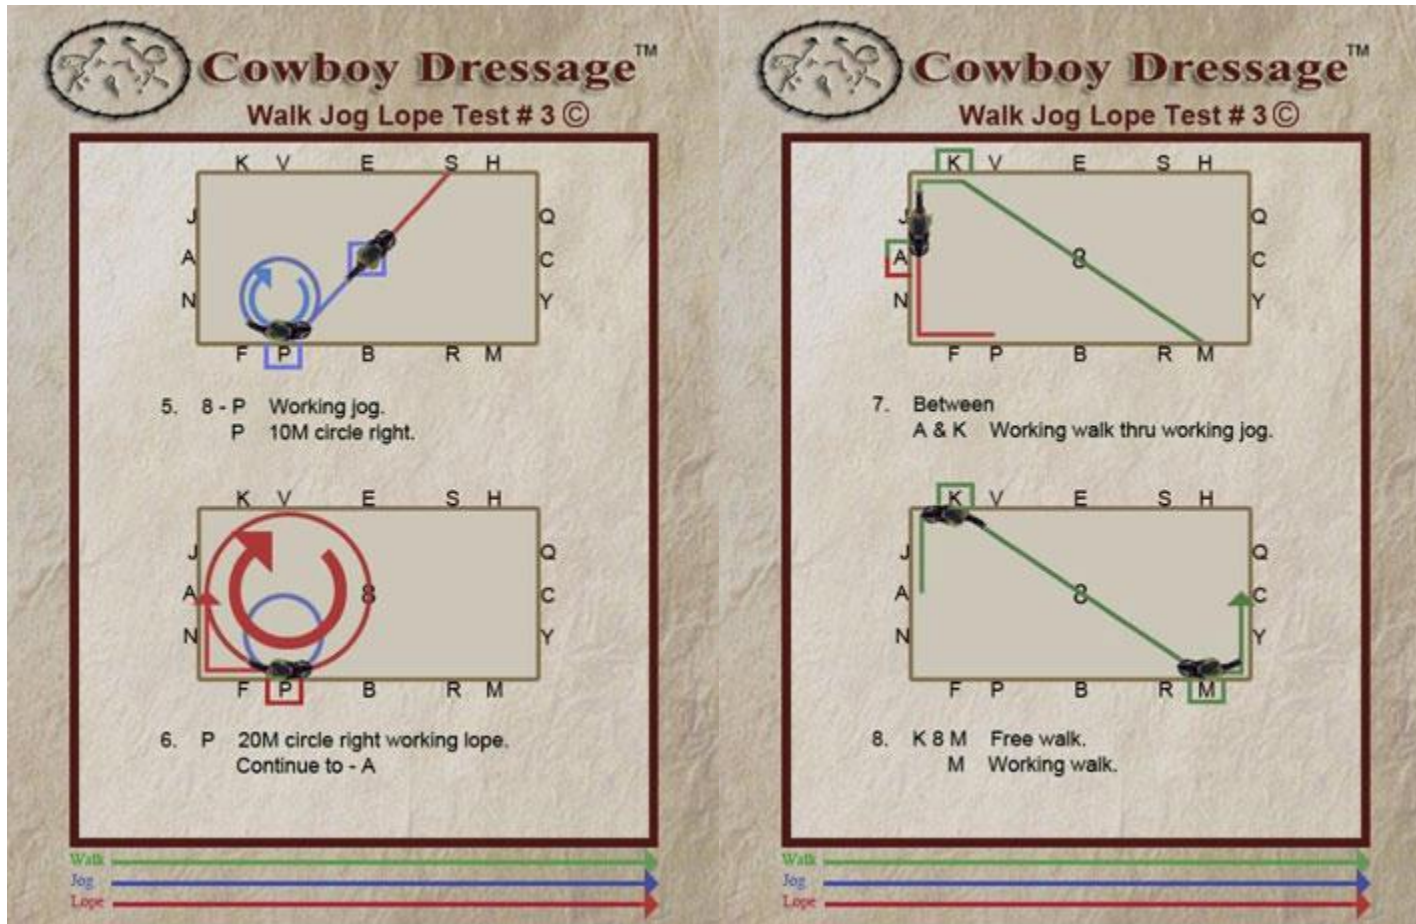 Cowboy Dressage™
Walk Jog Lope Test # 3 ©
K V E S H
J Q
A C
N Y
F P B R M
5. 8 - P Working jog.
P 10M circle right.
K V E S H
J Q
A 8 C
N Y
F P B R M
6. P 20M circle right working lope.
Continue to - A
Walk
Jog
Lope
Cowboy Dressage™
Walk Jog Lope Test # 3 ©
K V E S H
J Q
A 8 C
N Y
F P B R M
7. Between
A & K Working walk thru working jog.
K V E S H
J Q
A 8 C
N Y
F P B R M
8. K 8 M Free walk.
M Working walk.
Walk
Jog
Lope